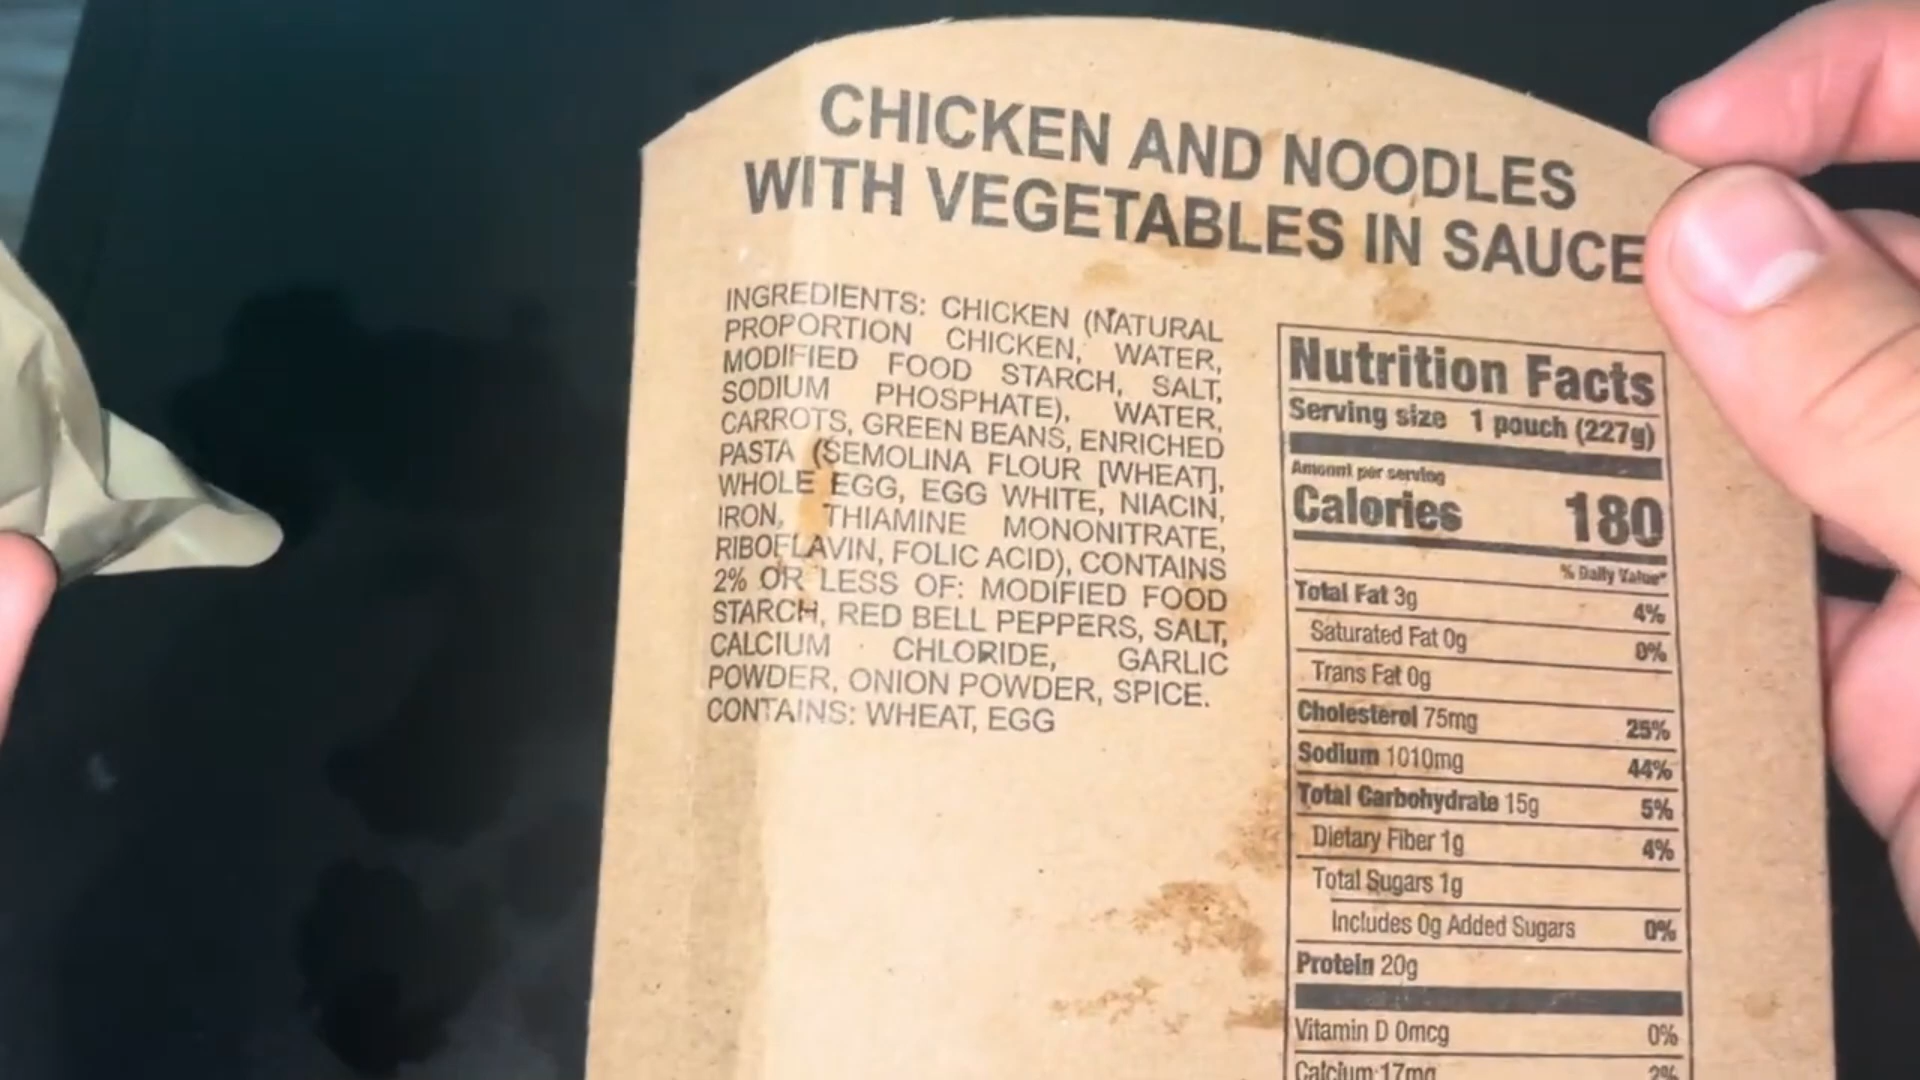 CHICKEN AND NOODLES
WITH VEGETABLES IN SAUCE
INGREDIENTS: CHICKEN (NATURAL
PROPORTION CHICKEN, WATER,
MODIFIED FOOD STARCH, SALT,
SODIUM PHOSPHATE), WATER,
CARROTS, GREEN BEANS, ENRICHED
PASTA (SEMOLINA FLOUR [WHEAT],
WHOLE EGG, EGG WHITE, NIACIN,
IRON, THIAMINE MONONITRATE,
RIBOFLAVIN, FOLIC ACID), CONTAINS
2% OR LESS OF: MODIFIED FOOD
STARCH, RED BELL PEPPERS, SALT,
CALCIUM CHLORIDE, GARLIC
POWDER, ONION POWDER, SPICE.
CONTAINS: WHEAT, EGG
Nutrition Facts
Serving size 1 pouch (227g)
Amount per serving
Calories 180
% Daily Value*
Total Fat 3g 4%
Saturated Fat 0g 0%
Trans Fat 0g
Cholesterol 75mg 25%
Sodium 1010mg 44%
Total Carbohydrate 15g 5%
Dietary Fiber 1g 4%
Total Sugars 1g
Includes 0g Added Sugars 0%
Protein 20g
Vitamin D 0mcg 0%
Calcium 17mg 2%